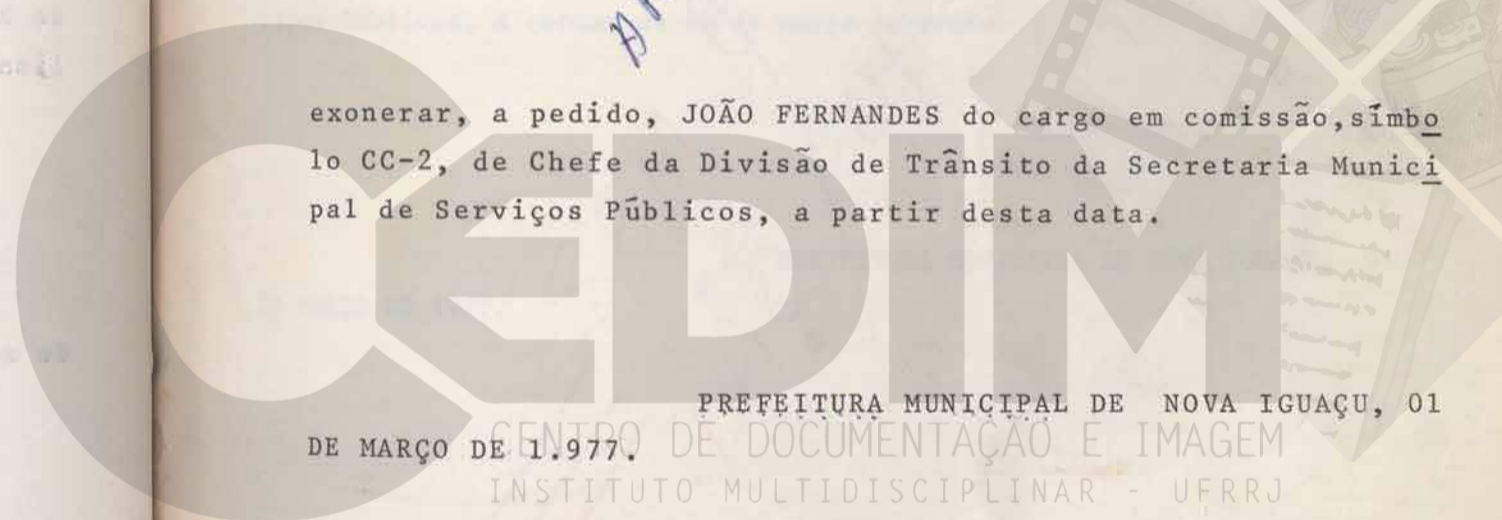 exonerar, a pedido, JOÃO FERNANDES do cargo em comissão,símbo
lo CC-2, de Chefe da Divisão de Trânsito da Secretaria Munici
pal de Serviços Públicos, a partir desta data.
PREFEITURA MUNICIPAL DE NOVA IGUAÇU, 01
DE MARÇO DE 1.977.
CEDIM
CENTRO DE DOCUMENTAÇÃO E IMAGEM
INSTITUTO MULTIDISCIPLINAR - UFRRJ